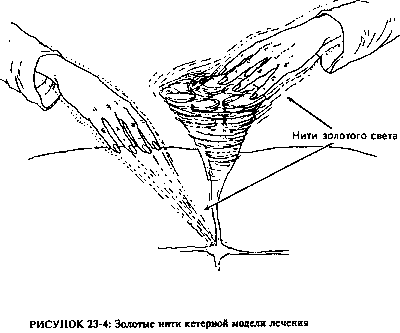 Нити золотого света
РИСУНОК 23-4: Золотые нити кетерной модели лечения